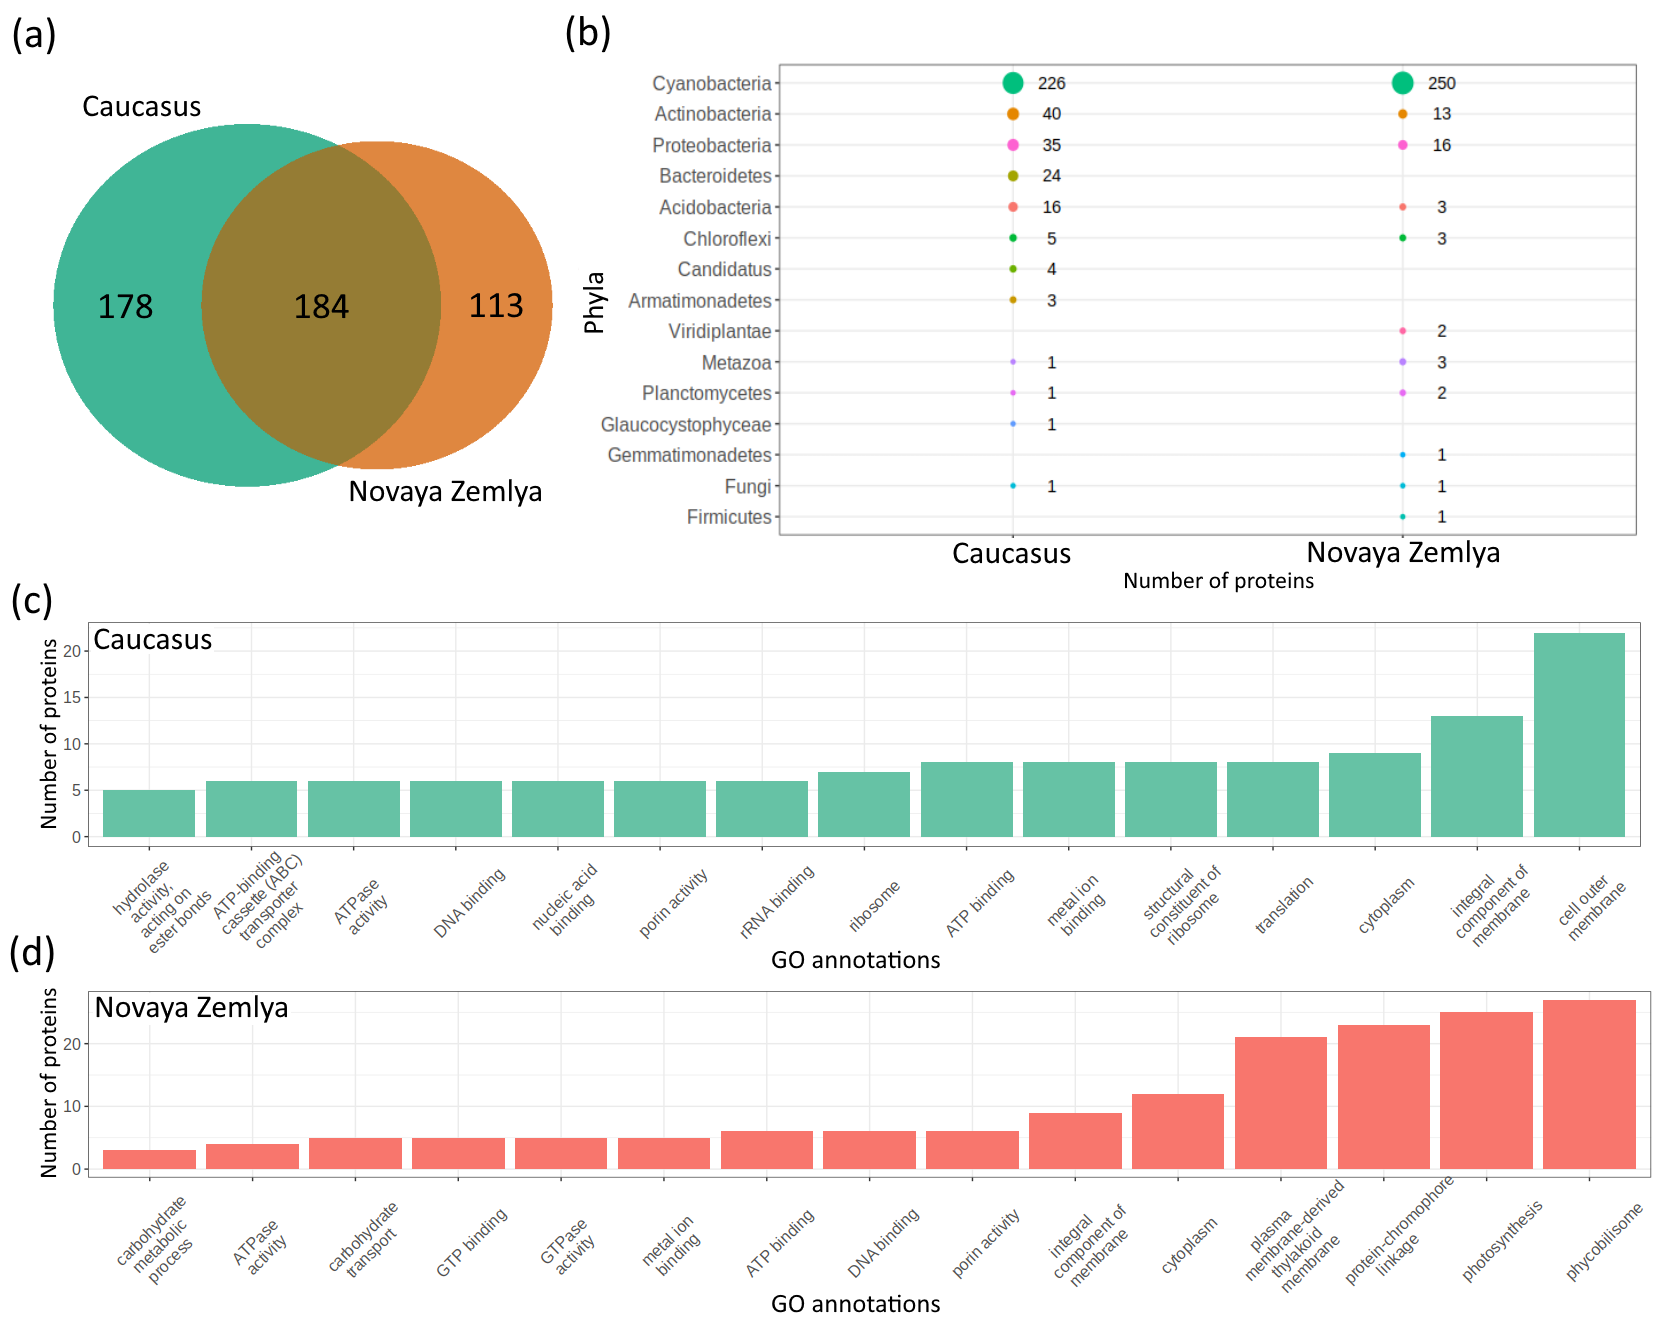 (a)
Caucasus
178
184
113
Novaya Zemlya
(b)
Phyla
Cyanobacteria 226 250
Actinobacteria 40 13
Proteobacteria 35 16
Bacteroidetes 24
Acidobacteria 16 3
Chloroflexi 5 3
Candidatus 4
Armatimonadetes 3
Viridiplantae 2
Metazoa 1 3
Planctomycetes 1 2
Glaucocystophyceae 1
Gemmatimonadetes 1
Fungi 1 1
Firmicutes 1
Caucasus Novaya Zemlya
Number of proteins
(c)
Caucasus
Number of proteins
20
15
10
5
0
hydrolase
activity,
acting on
ester bonds
ATP-binding
cassette (ABC)
transporter
complex
ATPase
activity
DNA binding
nucleic acid
binding
porin activity
rRNA binding
ribosome
ATP binding
metal ion
binding
structural
constituent of
ribosome
translation
cytoplasm
integral
component of
membrane
cell outer
membrane
GO annotations
(d)
Novaya Zemlya
Number of proteins
20
10
0
carbohydrate
metabolic
process
ATPase
activity
carbohydrate
transport
GTP binding
GTPase
activity
metal ion
binding
ATP binding
DNA binding
porin activity
integral
component of
membrane
cytoplasm
plasma
membrane-derived
thylakoid
membrane
protein-chromophore
linkage
photosynthesis
phycobilisome
GO annotations